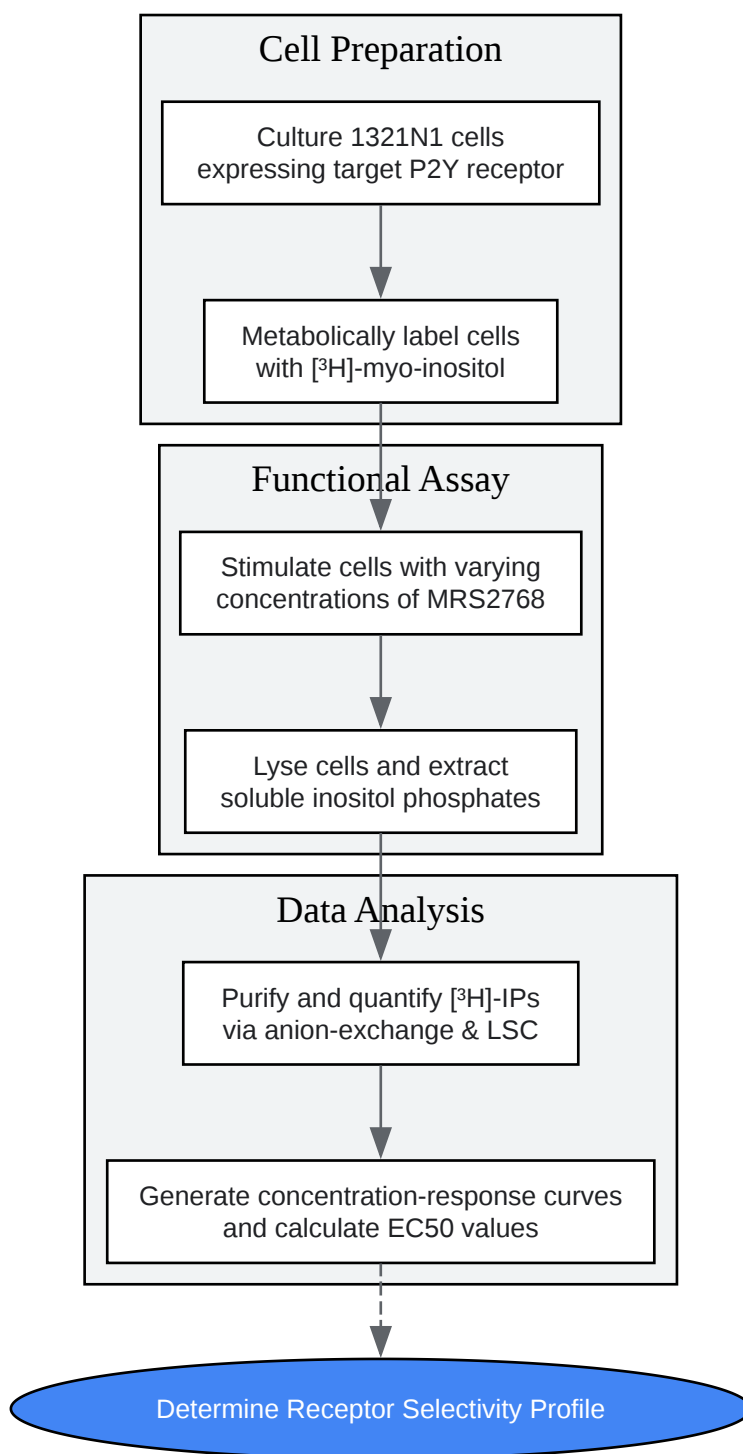 Cell Preparation
Culture 1321N1 cells
expressing target P2Y receptor
Metabolically label cells
with [³H]-myo-inositol
Functional Assay
Stimulate cells with varying
concentrations of MRS2768
Lyse cells and extract
soluble inositol phosphates
Data Analysis
Purify and quantify [³H]-IPs
via anion-exchange & LSC
Generate concentration-response curves
and calculate EC50 values
Determine Receptor Selectivity Profile